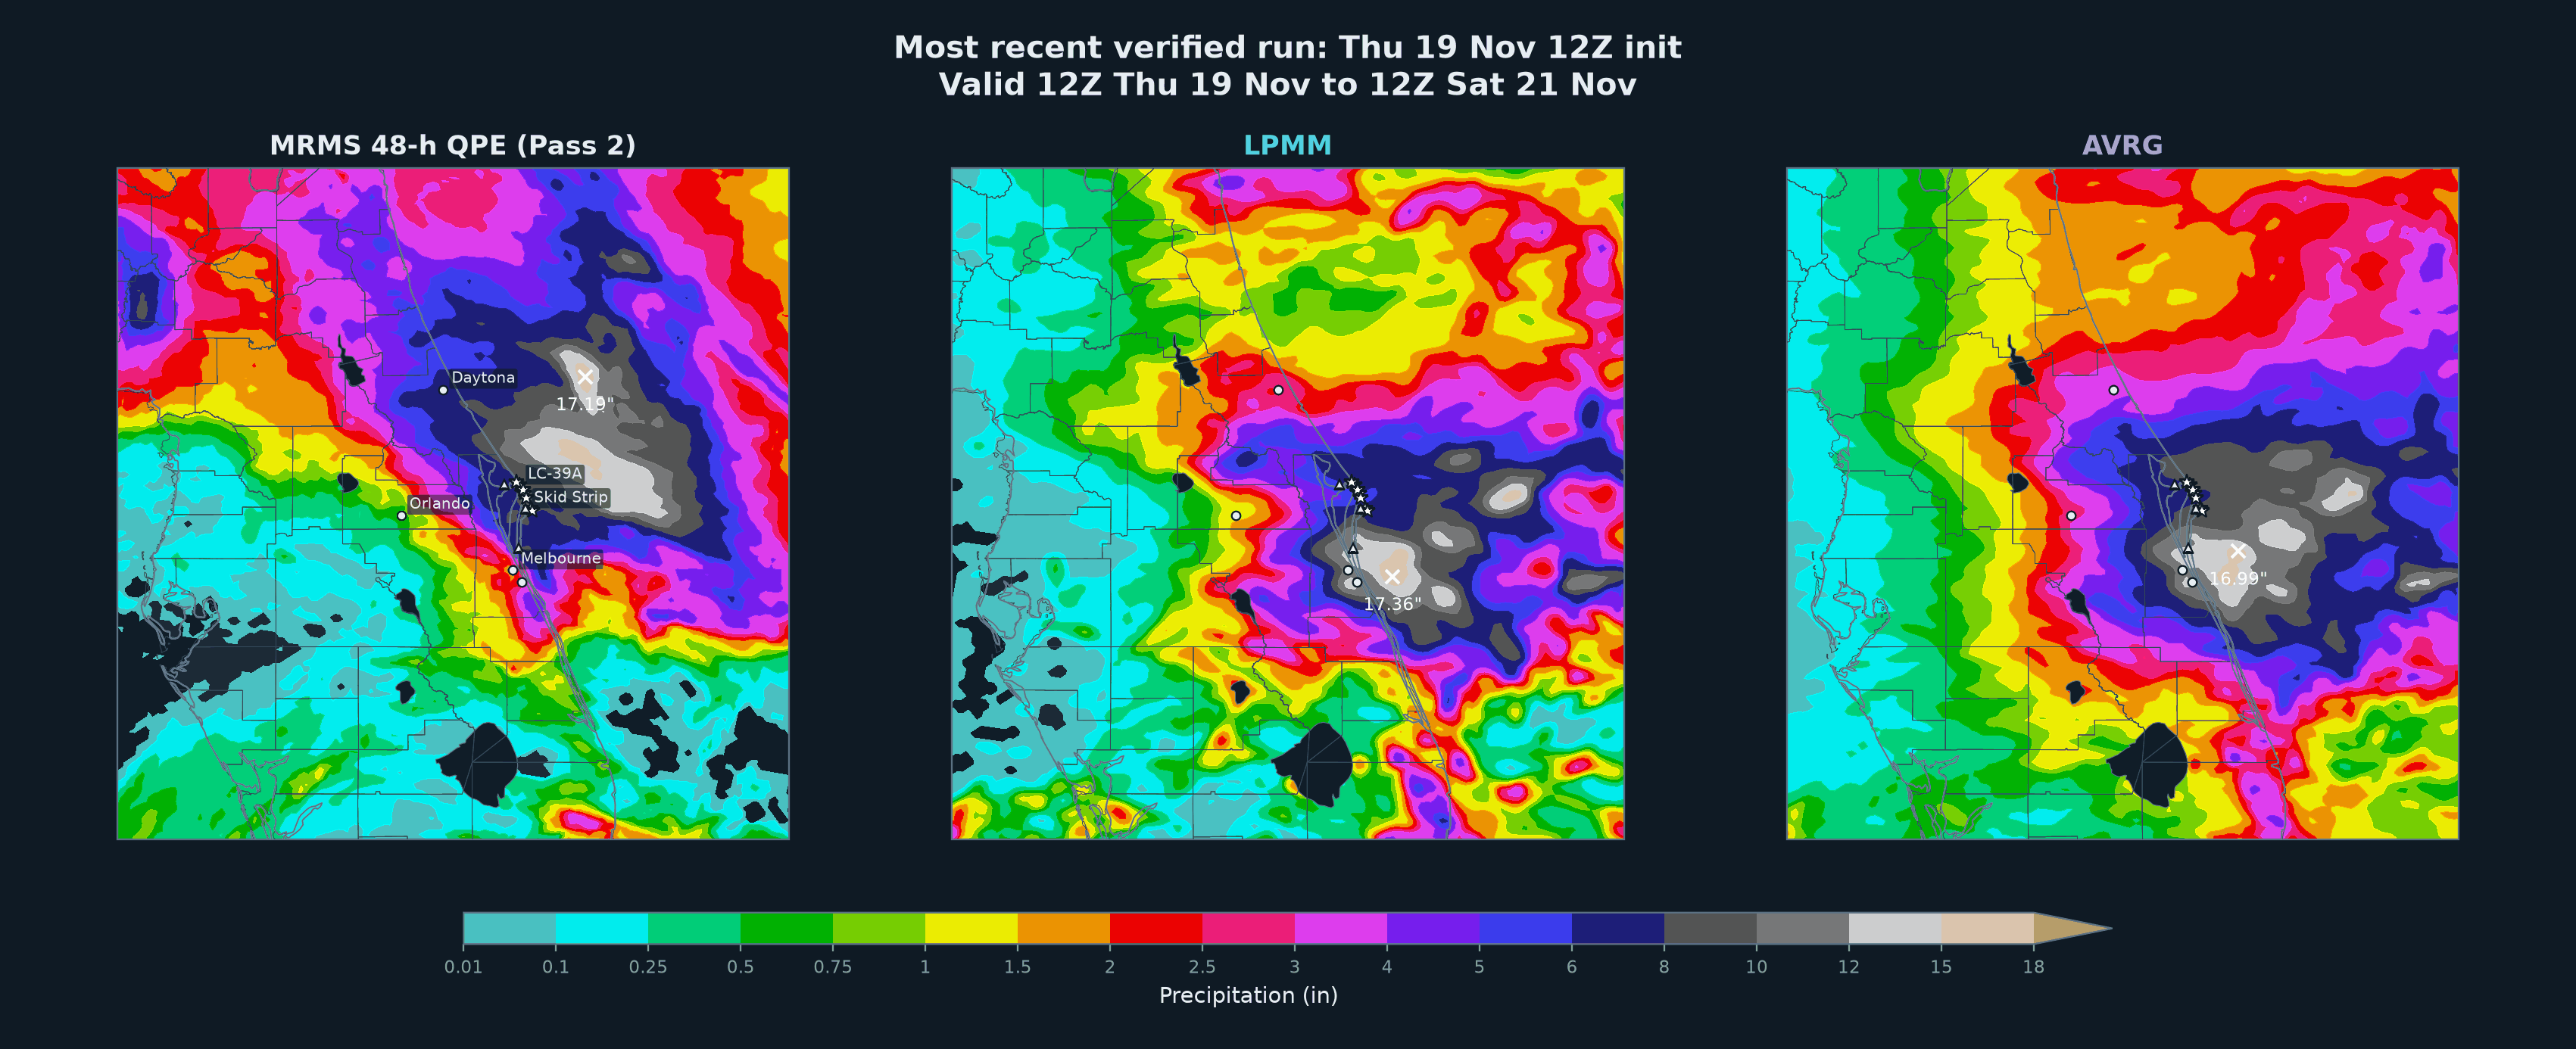 Most recent verified run: Thu 19 Nov 12Z init
Valid 12Z Thu 19 Nov to 12Z Sat 21 Nov
MRMS 48-h QPE (Pass 2)
LPMM
AVRG
Daytona
17.19"
LC-39A
Skid Strip
Orlando
Melbourne
17.36"
16.99"
0.01 0.1 0.25 0.5 0.75 1 1.5 2 2.5 3 4 5 6 8 10 12 15 18
Precipitation (in)